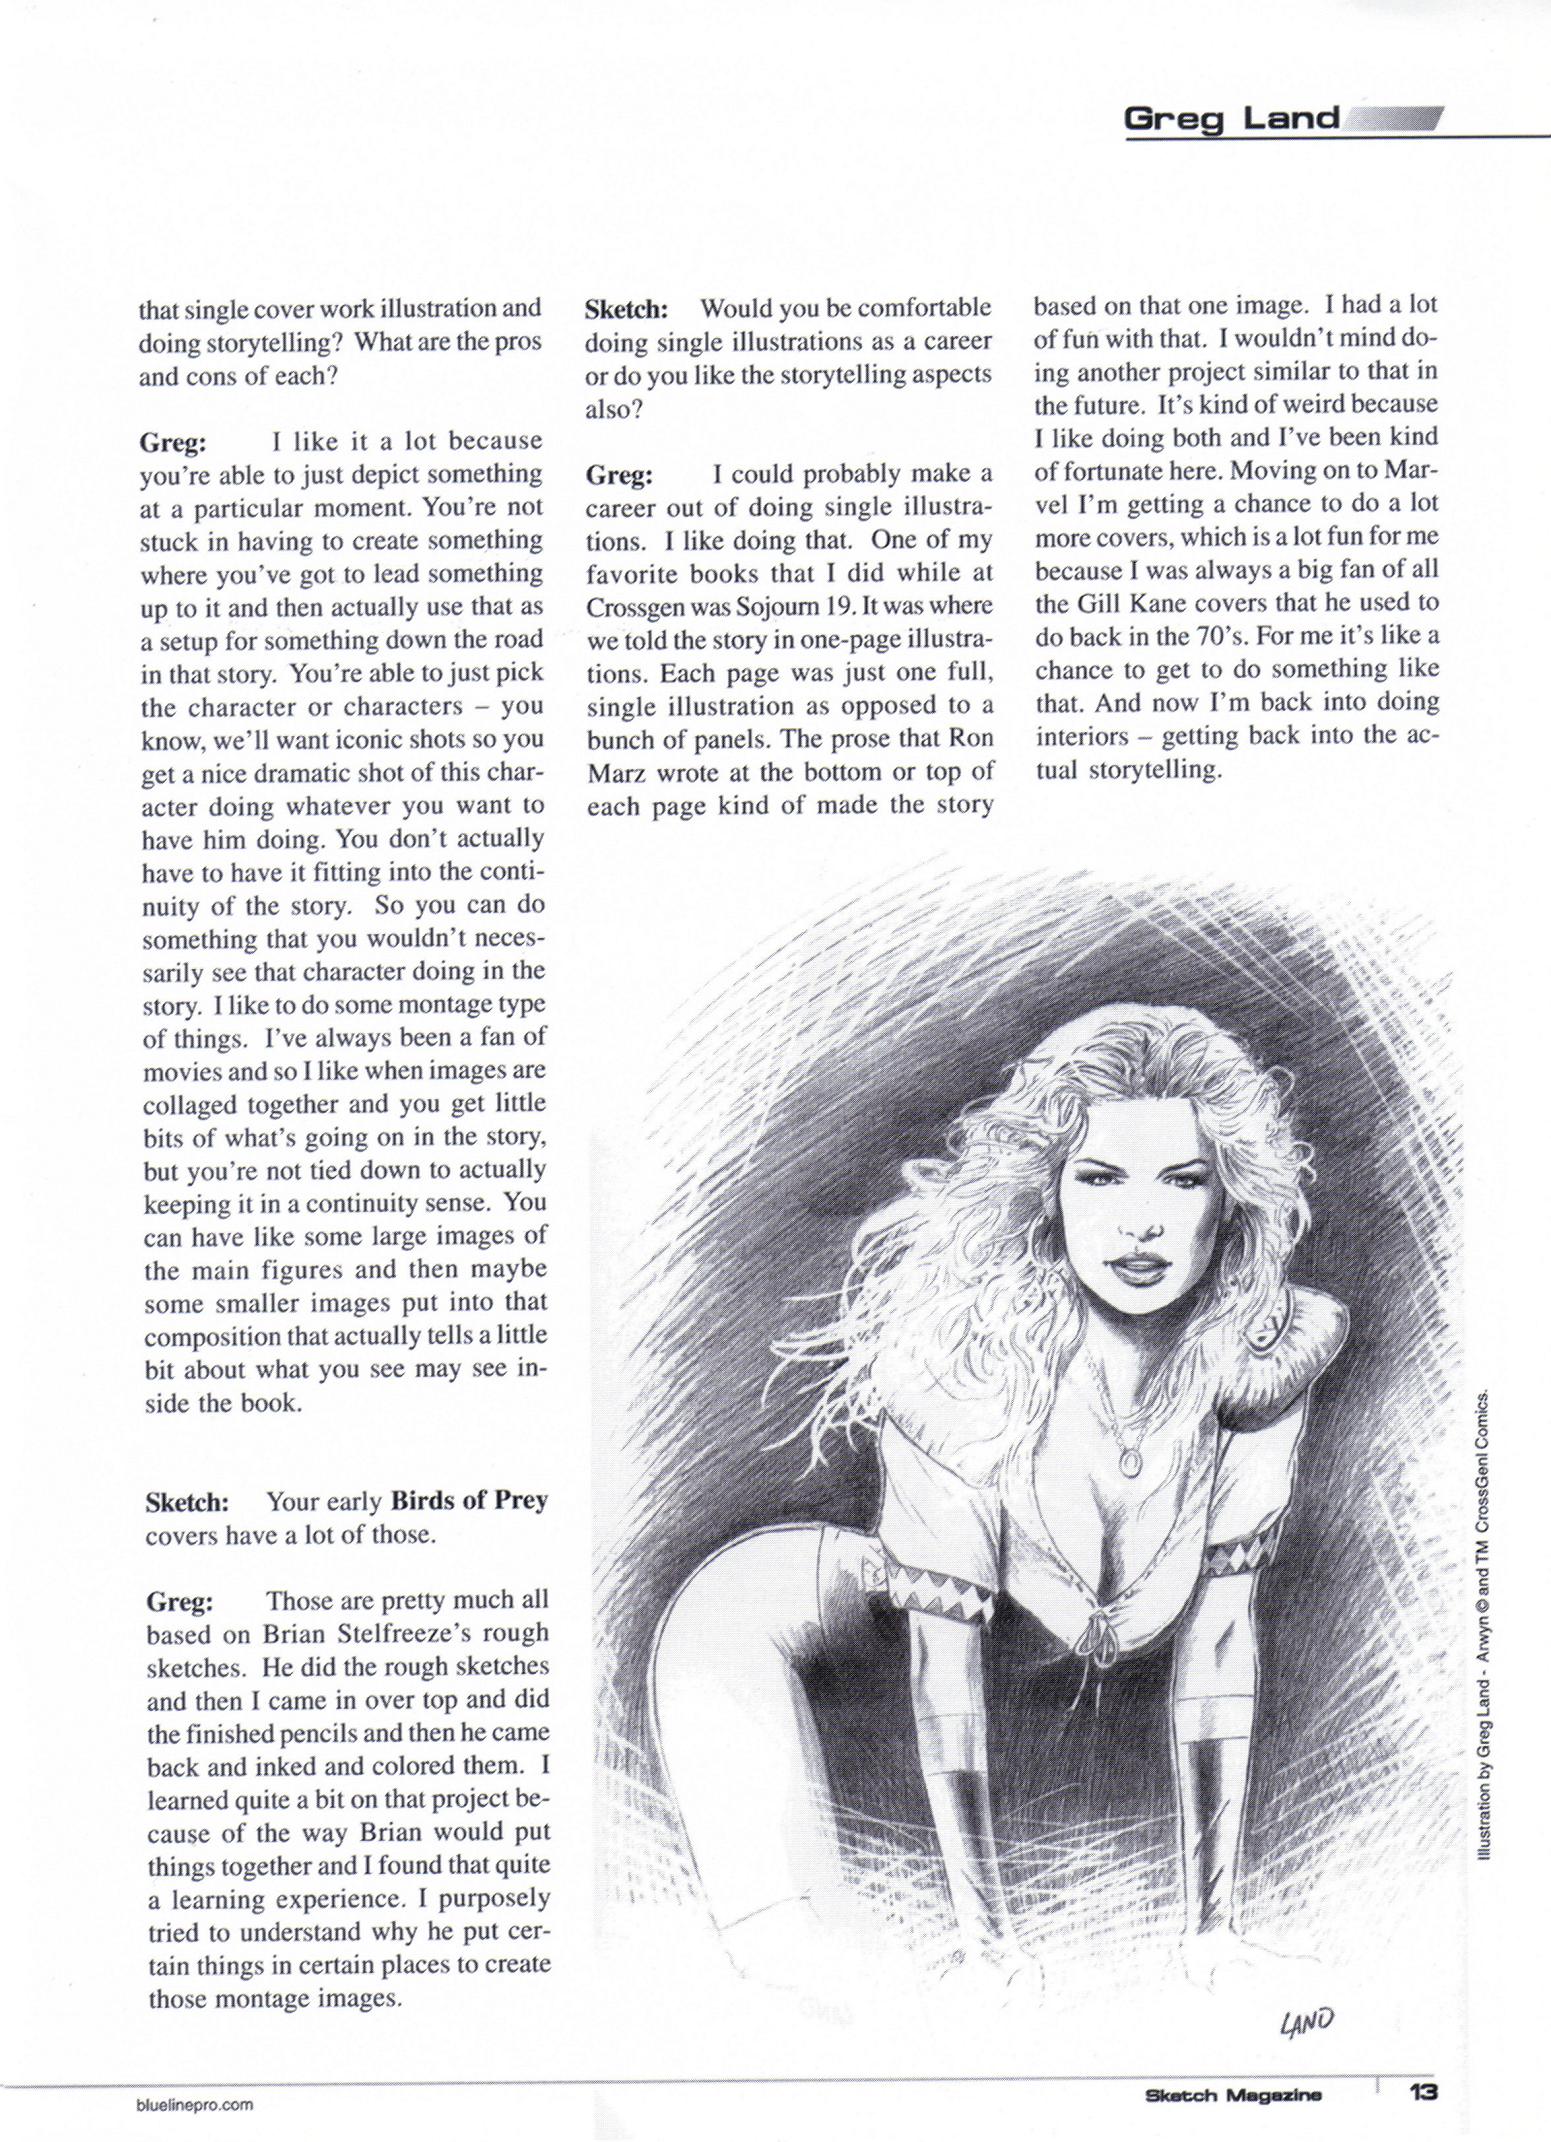 Greg Land
that single cover work illustration and
doing storytelling? What are the pros
and cons of each?
Greg: I like it a lot because
you're able to just depict something
at a particular moment. You're not
stuck in having to create something
where you've got to lead something
up to it and then actually use that as
a setup for something down the road
in that story. You're able to just pick
the character or characters – you
know, we'll want iconic shots so you
get a nice dramatic shot of this char-
acter doing whatever you want to
have him doing. You don't actually
have to have it fitting into the conti-
nuity of the story. So you can do
something that you wouldn't neces-
sarily see that character doing in the
story. I like to do some montage type
of things. I've always been a fan of
movies and so I like when images are
collaged together and you get little
bits of what's going on in the story,
but you're not tied down to actually
keeping it in a continuity sense. You
can have like some large images of
the main figures and then maybe
some smaller images put into that
composition that actually tells a little
bit about what you see may see in-
side the book.
Sketch: Your early Birds of Prey
covers have a lot of those.
Greg: Those are pretty much all
based on Brian Stelfreeze's rough
sketches. He did the rough sketches
and then I came in over top and did
the finished pencils and then he came
back and inked and colored them. I
learned quite a bit on that project be-
cause of the way Brian would put
things together and I found that quite
a learning experience. I purposely
tried to understand why he put cer-
tain things in certain places to create
those montage images.
Sketch: Would you be comfortable
doing single illustrations as a career
or do you like the storytelling aspects
also?
Greg: I could probably make a
career out of doing single illustra-
tions. I like doing that. One of my
favorite books that I did while at
Crossgen was Sojourn 19. It was where
we told the story in one-page illustra-
tions. Each page was just one full,
single illustration as opposed to a
bunch of panels. The prose that Ron
Marz wrote at the bottom or top of
each page kind of made the story
based on that one image. I had a lot
of fun with that. I wouldn't mind do-
ing another project similar to that in
the future. It's kind of weird because
I like doing both and I've been kind
of fortunate here. Moving on to Mar-
vel I'm getting a chance to do a lot
more covers, which is a lot fun for me
because I was always a big fan of all
the Gill Kane covers that he used to
do back in the 70's. For me it's like a
chance to get to do something like
that. And now I'm back into doing
interiors – getting back into the ac-
tual storytelling.
Illustration by Greg Land - Arwyn © and TM CrossGenI Comics.
LAND
bluelinepro.com
Sketch Magazine
13